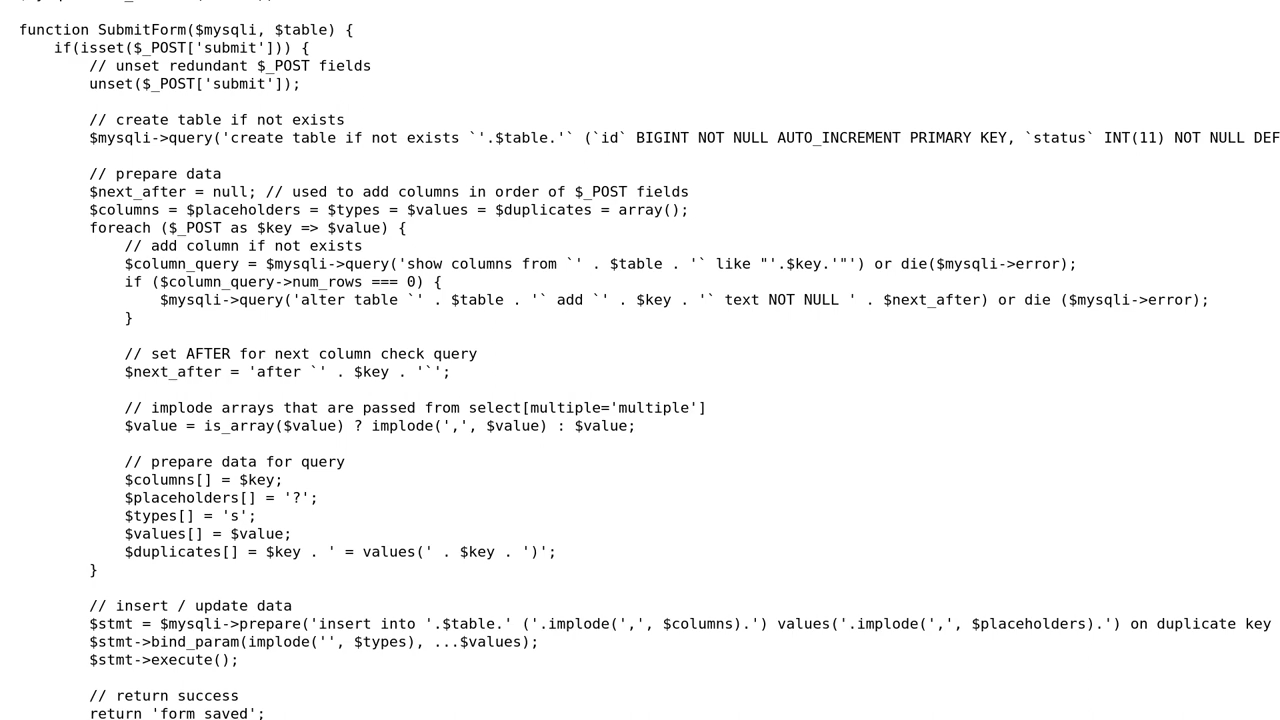 function SubmitForm($mysqli, $table) {
    if(isset($_POST['submit'])) {
        // unset redundant $_POST fields
        unset($_POST['submit']);

        // create table if not exists
        $mysqli->query('create table if not exists `'.$table.'` (`id` BIGINT NOT NULL AUTO_INCREMENT PRIMARY KEY, `status` INT(11) NOT NULL DEF

        // prepare data
        $next_after = null; // used to add columns in order of $_POST fields
        $columns = $placeholders = $types = $values = $duplicates = array();
        foreach ($_POST as $key => $value) {
            // add column if not exists
            $column_query = $mysqli->query('show columns from `' . $table . '` like "'.$key.'"') or die($mysqli->error);
            if ($column_query->num_rows === 0) {
                $mysqli->query('alter table `' . $table . '` add `' . $key . '` text NOT NULL ' . $next_after) or die ($mysqli->error);
            }

            // set AFTER for next column check query
            $next_after = 'after `' . $key . '`';

            // implode arrays that are passed from select[multiple='multiple']
            $value = is_array($value) ? implode(',', $value) : $value;

            // prepare data for query
            $columns[] = $key;
            $placeholders[] = '?';
            $types[] = 's';
            $values[] = $value;
            $duplicates[] = $key . ' = values(' . $key . ')';
        }

        // insert / update data
        $stmt = $mysqli->prepare('insert into '.$table.' ('.implode(',', $columns).') values('.implode(',', $placeholders).') on duplicate key
        $stmt->bind_param(implode('', $types), ...$values);
        $stmt->execute();

        // return success
        return 'form saved';